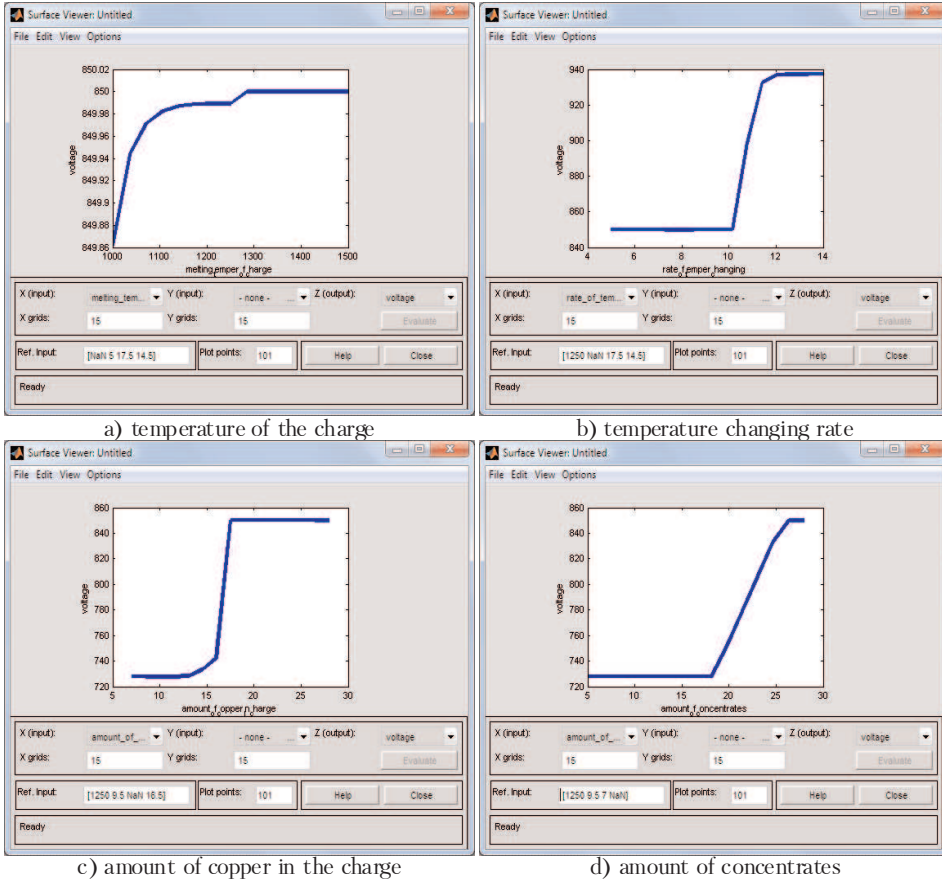 Surface Viewer: Untitled
File Edit View Options
850.02
850
849.98
849.96
849.94
849.92
849.9
849.88
849.86
voltage
1000 1100 1200 1300 1400 1500
melting_temper_of_charge
X (input): melting_tem... Y (input): - none - ... Z (output): voltage
X grids: 15 Y grids: 15 Evaluate
Ref. Input: [NaN 5 17.5 14.5] Plot points: 101 Help Close
Ready
a) temperature of the charge
Surface Viewer: Untitled
File Edit View Options
940
920
900
880
860
840
voltage
4 6 8 10 12 14
rate_of_temper_changing
X (input): rate_of_tem... Y (input): - none - ... Z (output): voltage
X grids: 15 Y grids: 15 Evaluate
Ref. Input: [1250 NaN 17.5 14.5] Plot points: 101 Help Close
Ready
b) temperature changing rate
Surface Viewer: Untitled
File Edit View Options
860
840
820
800
780
760
740
720
voltage
5 10 15 20 25 30
amount_of_copper_in_charge
X (input): amount_of_... Y (input): - none - ... Z (output): voltage
X grids: 15 Y grids: 15 Evaluate
Ref. Input: [1250 9.5 NaN 16.5] Plot points: 101 Help Close
Ready
c) amount of copper in the charge
Surface Viewer: Untitled
File Edit View Options
860
840
820
800
780
760
740
720
voltage
5 10 15 20 25 30
amount_of_concentrates
X (input): amount_of_... Y (input): - none - ... Z (output): voltage
X grids: 15 Y grids: 15 Evaluate
Ref. Input: [1250 9.5 7 NaN] Plot points: 101 Help Close
Ready
d) amount of concentrates